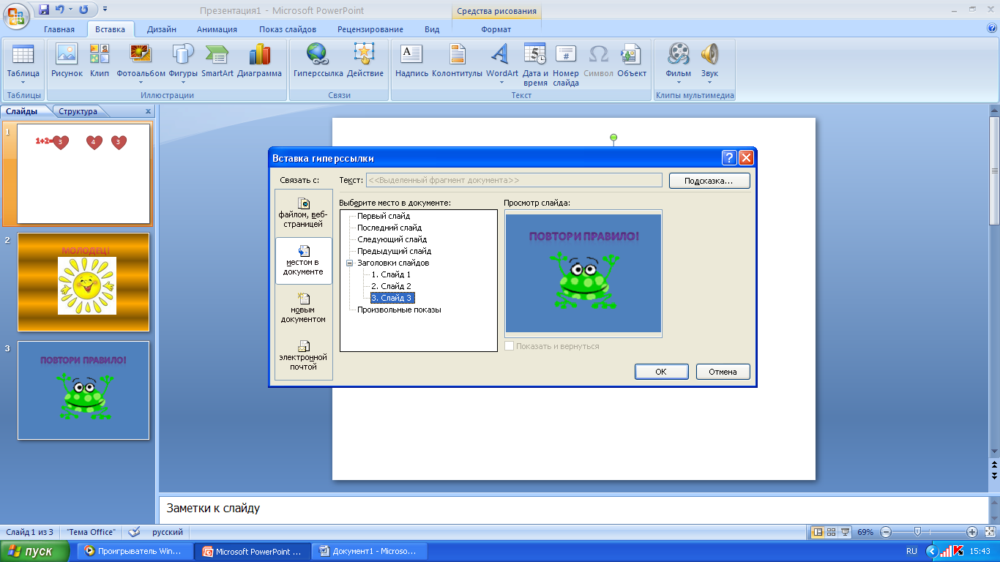 Презентация1 - Microsoft PowerPoint
Средства рисования
Главная Вставка Дизайн Анимация Показ слайдов Рецензирование Вид Формат
Таблица Рисунок Клип Фотоальбом Фигуры SmartArt Диаграмма Гиперссылка Действие Надпись Колонтитулы WordArt Дата и время Номер слайда Символ Объект Фильм Звук
Таблицы Иллюстрации Связи Текст Клипы мультимедиа
Слайды Структура x
1
1+2= 3 4 3
2
МОЛОДЕЦ!
3
ПОВТОРИ ПРАВИЛО!
Вставка гиперссылки
Связать с:
Текст: <<Выделенный фрагмент документа>>
Подсказка...
файлом, веб-
страницей
местом в
документе
новым
документом
электронной
почтой
Выберите место в документе:
Первый слайд
Последний слайд
Следующий слайд
Предыдущий слайд
Заголовки слайдов
1. Слайд 1
2. Слайд 2
3. Слайд 3
Произвольные показы
Просмотр слайда:
ПОВТОРИ ПРАВИЛО!
Показать и вернуться
ОК
Отмена
Заметки к слайду
Слайд 1 из 3 "Тема Office" русский 69%
пуск Проигрыватель Win... Microsoft PowerPoint ... Документ1 - Microso... RU 15:43